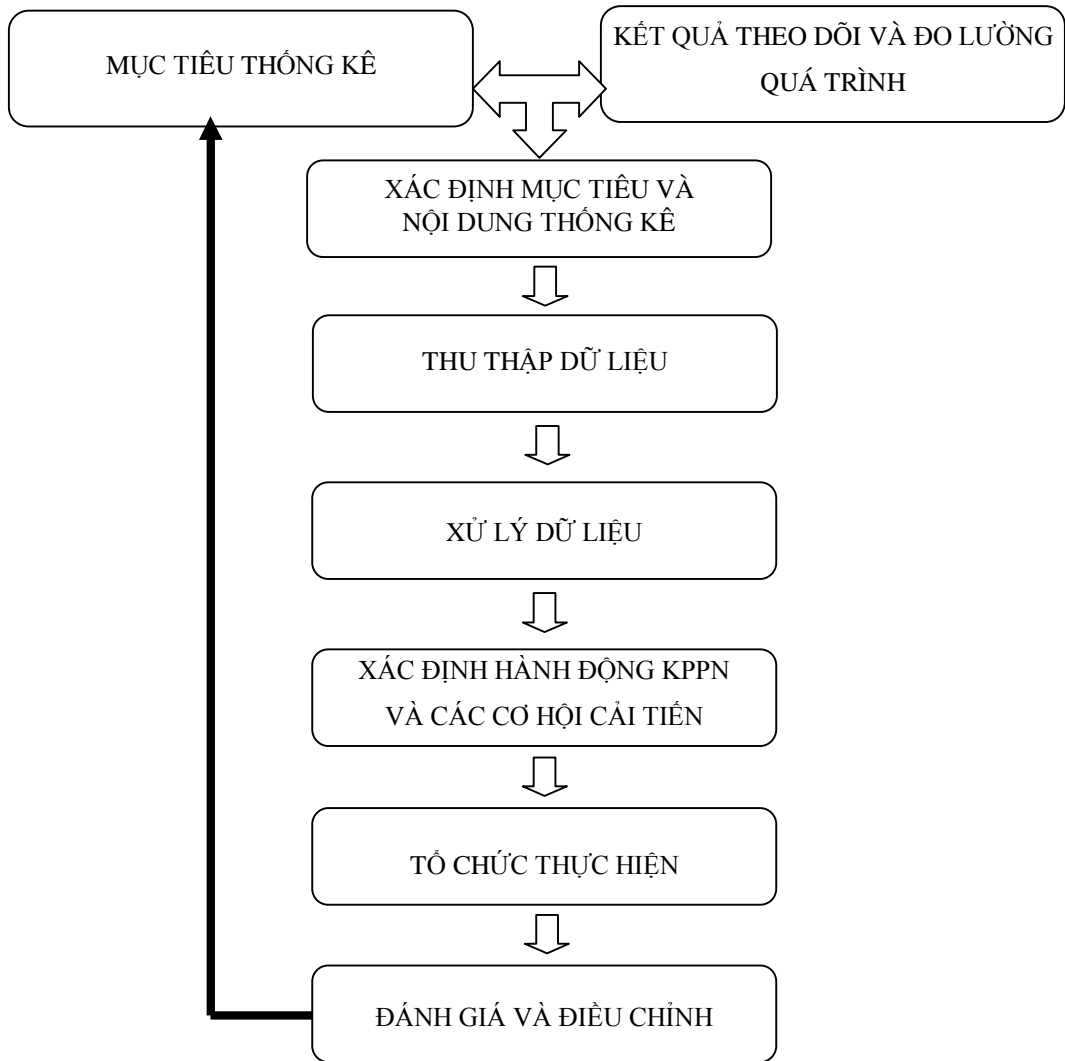 MỤC TIÊU THỐNG KÊ
KẾT QUẢ THEO DÕI VÀ ĐO LƯỜNG
QUÁ TRÌNH
XÁC ĐỊNH MỤC TIÊU VÀ
NỘI DUNG THỐNG KÊ
THU THẬP DỮ LIỆU
XỬ LÝ DỮ LIỆU
XÁC ĐỊNH HÀNH ĐỘNG KPPN
VÀ CÁC CƠ HỘI CẢI TIẾN
TỔ CHỨC THỰC HIỆN
ĐÁNH GIÁ VÀ ĐIỀU CHỈNH